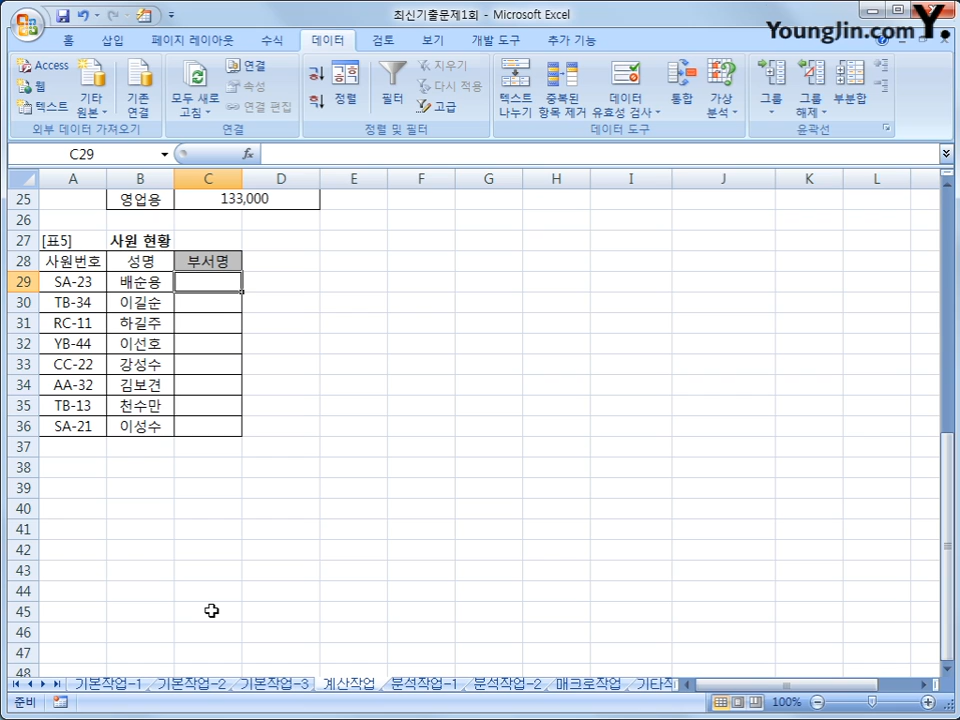 최신기출문제1회 - Microsoft Excel
YoungJin.com Y.
홈 삽입 페이지 레이아웃 수식 데이터 검토 보기 개발 도구 추가 기능
Access 웹 텍스트 기타 원본 기존 연결
외부 데이터 가져오기
모두 새로 고침 연결 속성 연결 편집
연결
정렬 필터 지우기 다시 적용 고급
정렬 및 필터
텍스트 나누기 중복된 항목 제거 데이터 유효성 검사 통합 가상 분석
데이터 도구
그룹 그룹 해제 부분합
윤곽선
C29 fx
A B C D E F G H I J K L
25 영업용 133,000
26
27 [표5] 사원 현황
28 사원번호 성명 부서명
29 SA-23 배순용
30 TB-34 이길순
31 RC-11 하길주
32 YB-44 이선호
33 CC-22 강성수
34 AA-32 김보견
35 TB-13 천수만
36 SA-21 이성수
37
38
39
40
41
42
43
44
45
46
47
48
기본작업-1 기본작업-2 기본작업-3 계산작업 분석작업-1 분석작업-2 매크로작업 기타작
준비 100%